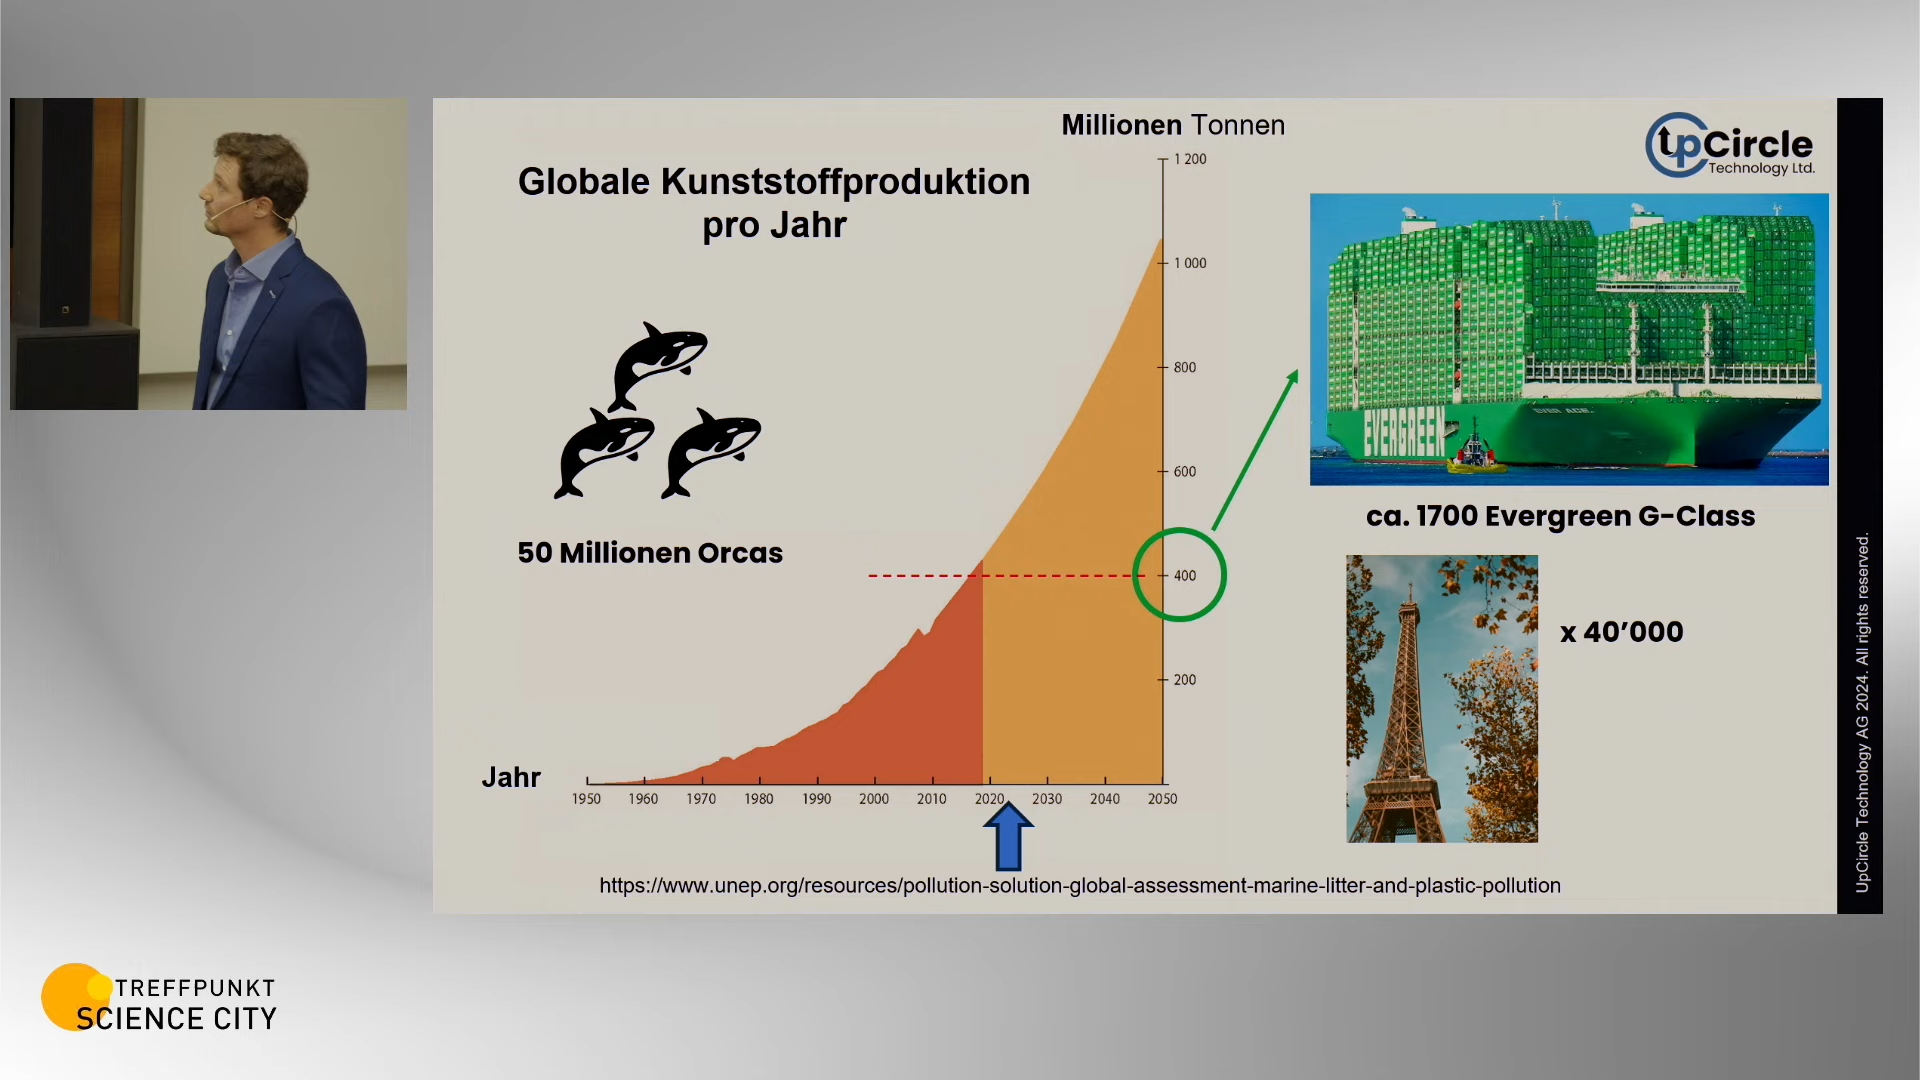 Millionen Tonnen
UpCircle
Technology Ltd.
Globale Kunststoffproduktion
pro Jahr
1 200
1 000
800
600
400
200
50 Millionen Orcas
EVERGREEN
EVER ACE
ca. 1700 Evergreen G-Class
x 40’000
Jahr
1950 1960 1970 1980 1990 2000 2010 2020 2030 2040 2050
https://www.unep.org/resources/pollution-solution-global-assessment-marine-litter-and-plastic-pollution
UpCircle Technology AG 2024. All rights reserved.
TREFFPUNKT
SCIENCE CITY